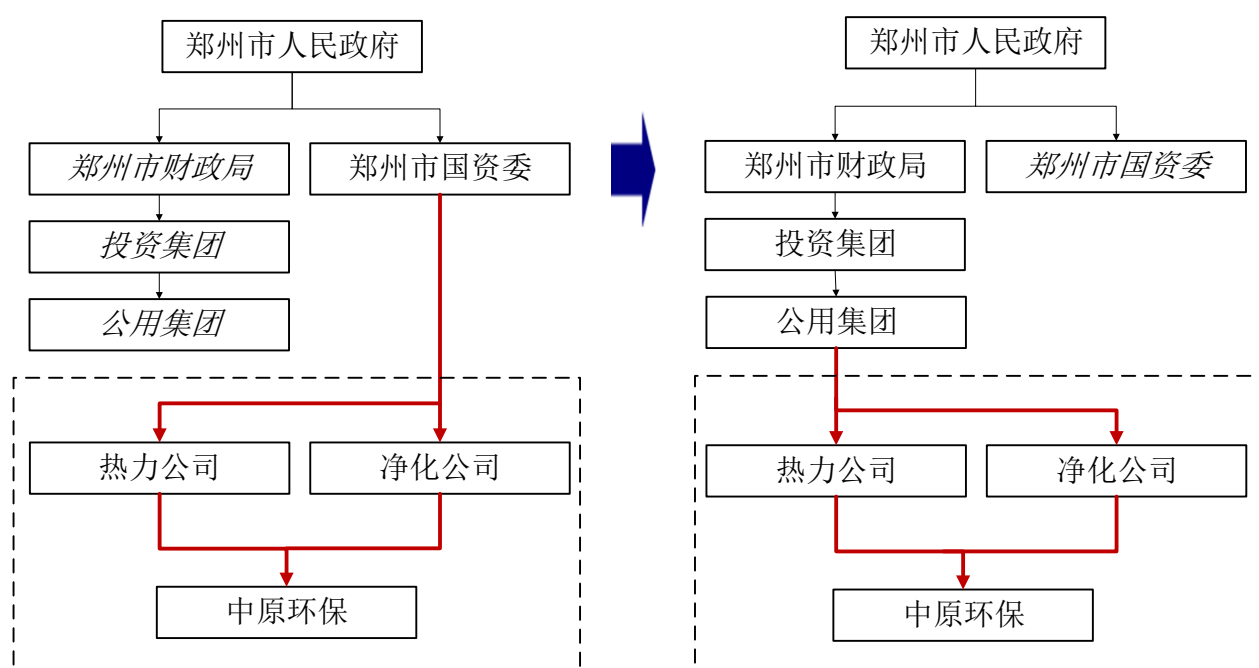 郑州市人民政府
郑州市财政局
郑州市国资委
投资集团
公用集团
热力公司
净化公司
中原环保
郑州市人民政府
郑州市财政局
郑州市国资委
投资集团
公用集团
热力公司
净化公司
中原环保